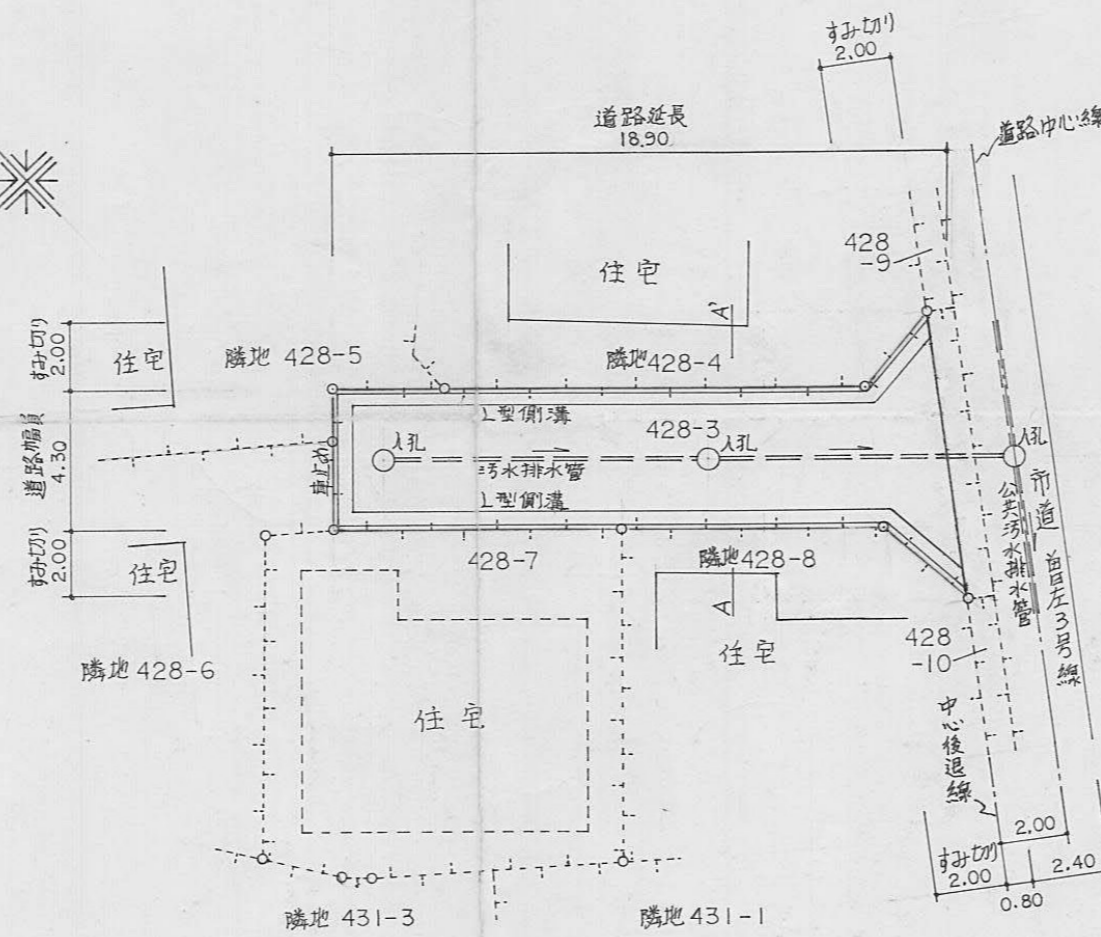 すみ切り
2.00
道路延長
18.90
道路中心線
428
-9
住宅
A'
すみ切り
2.00
住宅
隣地 428-5
隣地428-4
L型側溝
428-3
道路幅員
4.30
人孔
人孔
人孔
車止め
汚水排水管
L型側溝
市道 曽左3号線
公共汚水排水管
すみ切り
2.00
住宅
428-7
隣地428-8
A
住宅
428
-10
隣地 428-6
住宅
中心後退線
2.00
すみ切り
2.00
2.40
0.80
隣地 431-3
隣地 431-1